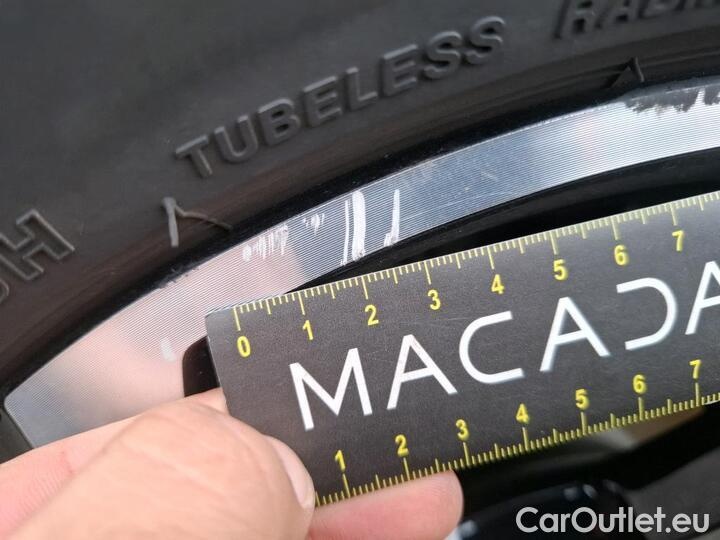 TUBELESS RADI
H
0 1 2 3 4 5 6 7
MACADA
1 2 3 4 5 6 7
CarOutlet.eu